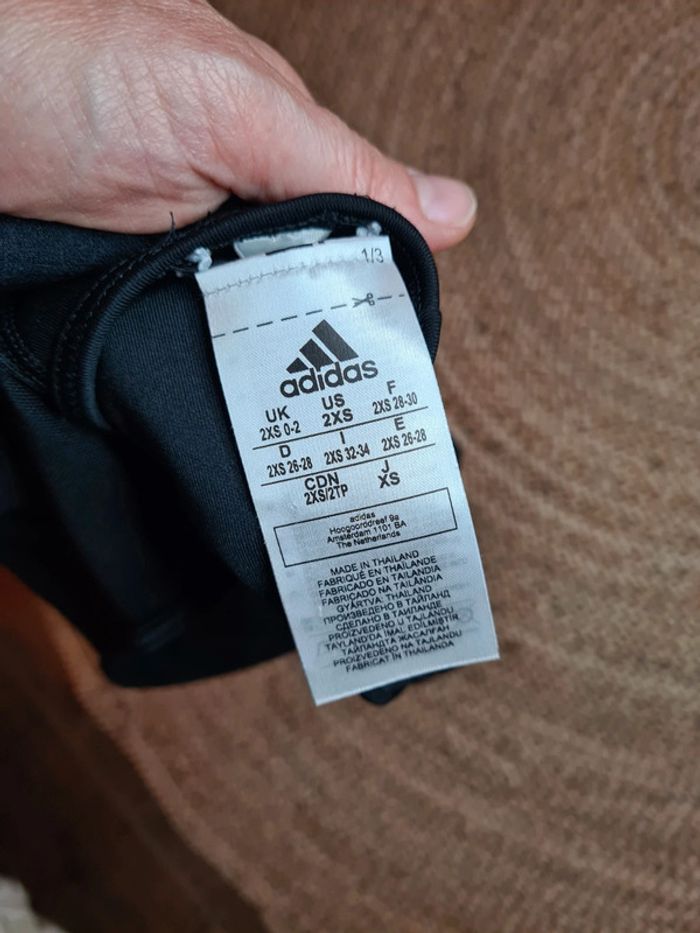 1/3
adidas
UK US F
2XS 0-2 2XS 2XS 28-30
D I E
2XS 26-28 2XS 32-34 2XS 26-28
CDN J
2XS/2TP XS
adidas
Hoogoorddreef 9a
Amsterdam 1101 BA
The Netherlands
MADE IN THAILAND
FABRIQUÉ EN THAÏLANDE
FABRICADO EN TAILANDIA
FABRICADO NA TAILÂNDIA
GYÁRTVA THAILAND
ПРОИЗВЕДЕНО В ТАЙЛАНД
СДЕЛАНО В ТАИЛАНДЕ
PROIZVEDENO U TAJLANDU
TAYLAND'DA İMAL EDİLMİŞTİR
ТАЙЛАНДТА ЖАСАЛҒАН
PROIZVEDENO NA TAJLANDU
FABRICAT ÎN THAILANDA